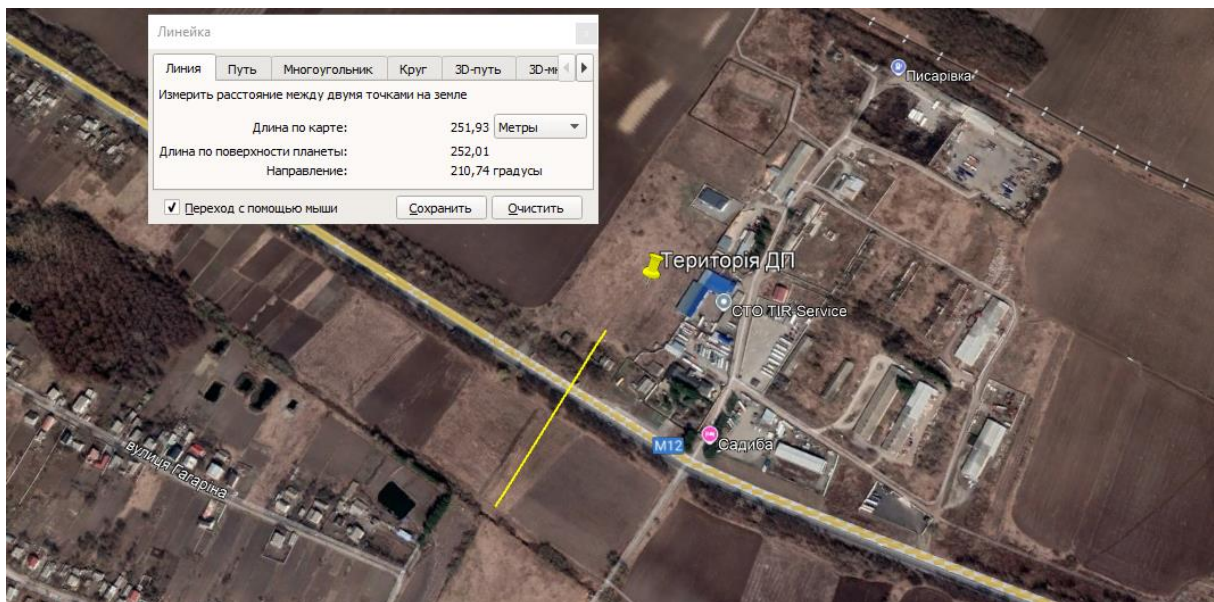 Линейка
Линия Путь Многоугольник Круг 3D-путь
Измерить расстояние между двумя точками на земле
Длина по карте: 251,93 Метры
Длина по поверхности планеты: 252,01
Направление: 210,74 градусы
Переход с помощью мыши Сохранить Очистить
Писарівка
Територія ДП
СТО TIR Service
M12
Садиба
вулиця Гагаріна